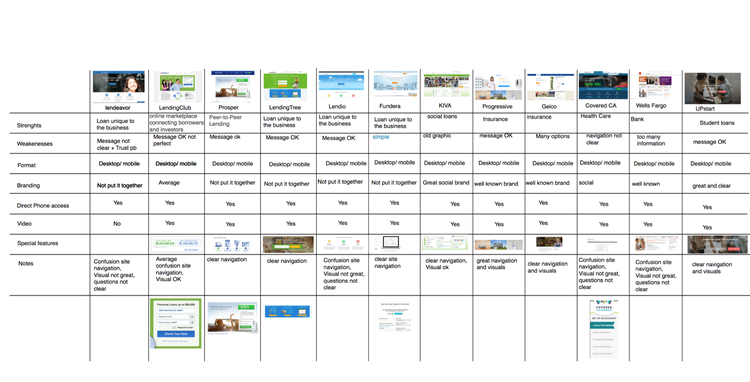 lendeavor LendingClub Prosper LendingTree Lendio Fundera KIVA Progressive Geico Covered CA Wells Fargo UPstart
Strenghts
Loan unique to
the business
online marketplace
connecting borrowers
and investors
Peer-to-Peer
Lending
Loan unique to
the business
Loan unique to
the business
Loan unique to
the business
social loans
Insurance
insurance
Health Care
Bank
Student loans
Weakenesses
Message not
clear + Trust pb
Message OK not
perfect
Message ok
Message OK
Message OK
simple
old graphic
message OK
Many options
navigation not
clear
too many
information
message OK
Format
Desktop/ mobile Desktop/ mobile Desktop/ mobile Desktop/ mobile Desktop/ mobile Desktop/ mobile Desktop/ mobile Desktop/ mobile Desktop/ mobile Desktop/ mobile Desktop/ mobile Desktop/ mobile
Branding
Not put it together Average Not put it together Not put it together Not put it together Not put it together Great social brand well known brand well known brand social well known great and clear
Direct Phone access
Yes Yes Yes Yes Yes Yes Yes Yes Yes Yes Yes Yes
Video
No Yes Yes Yes Yes Yes Yes Yes Yes Yes Yes Yes
Special features
Notes
Confusion site
navigation,
Visual not great,
questions not
clear
Average
confusion site
navigation,
Visual OK
clear navigation
clear navigation
Confusion site
navigation,
Visual not great,
questions not
clear
clear site
navigation
clear navigation,
Visual ok
great navigation
and visuals
clear navigation
and visuals
Confusion site
navigation,
Visual not great,
questions not
clear
Confusion site
navigation,
Visual not great,
questions not
clear
clear navigation
and visuals
Personal Loans up to $50,000
Check Your Rate
COVERED